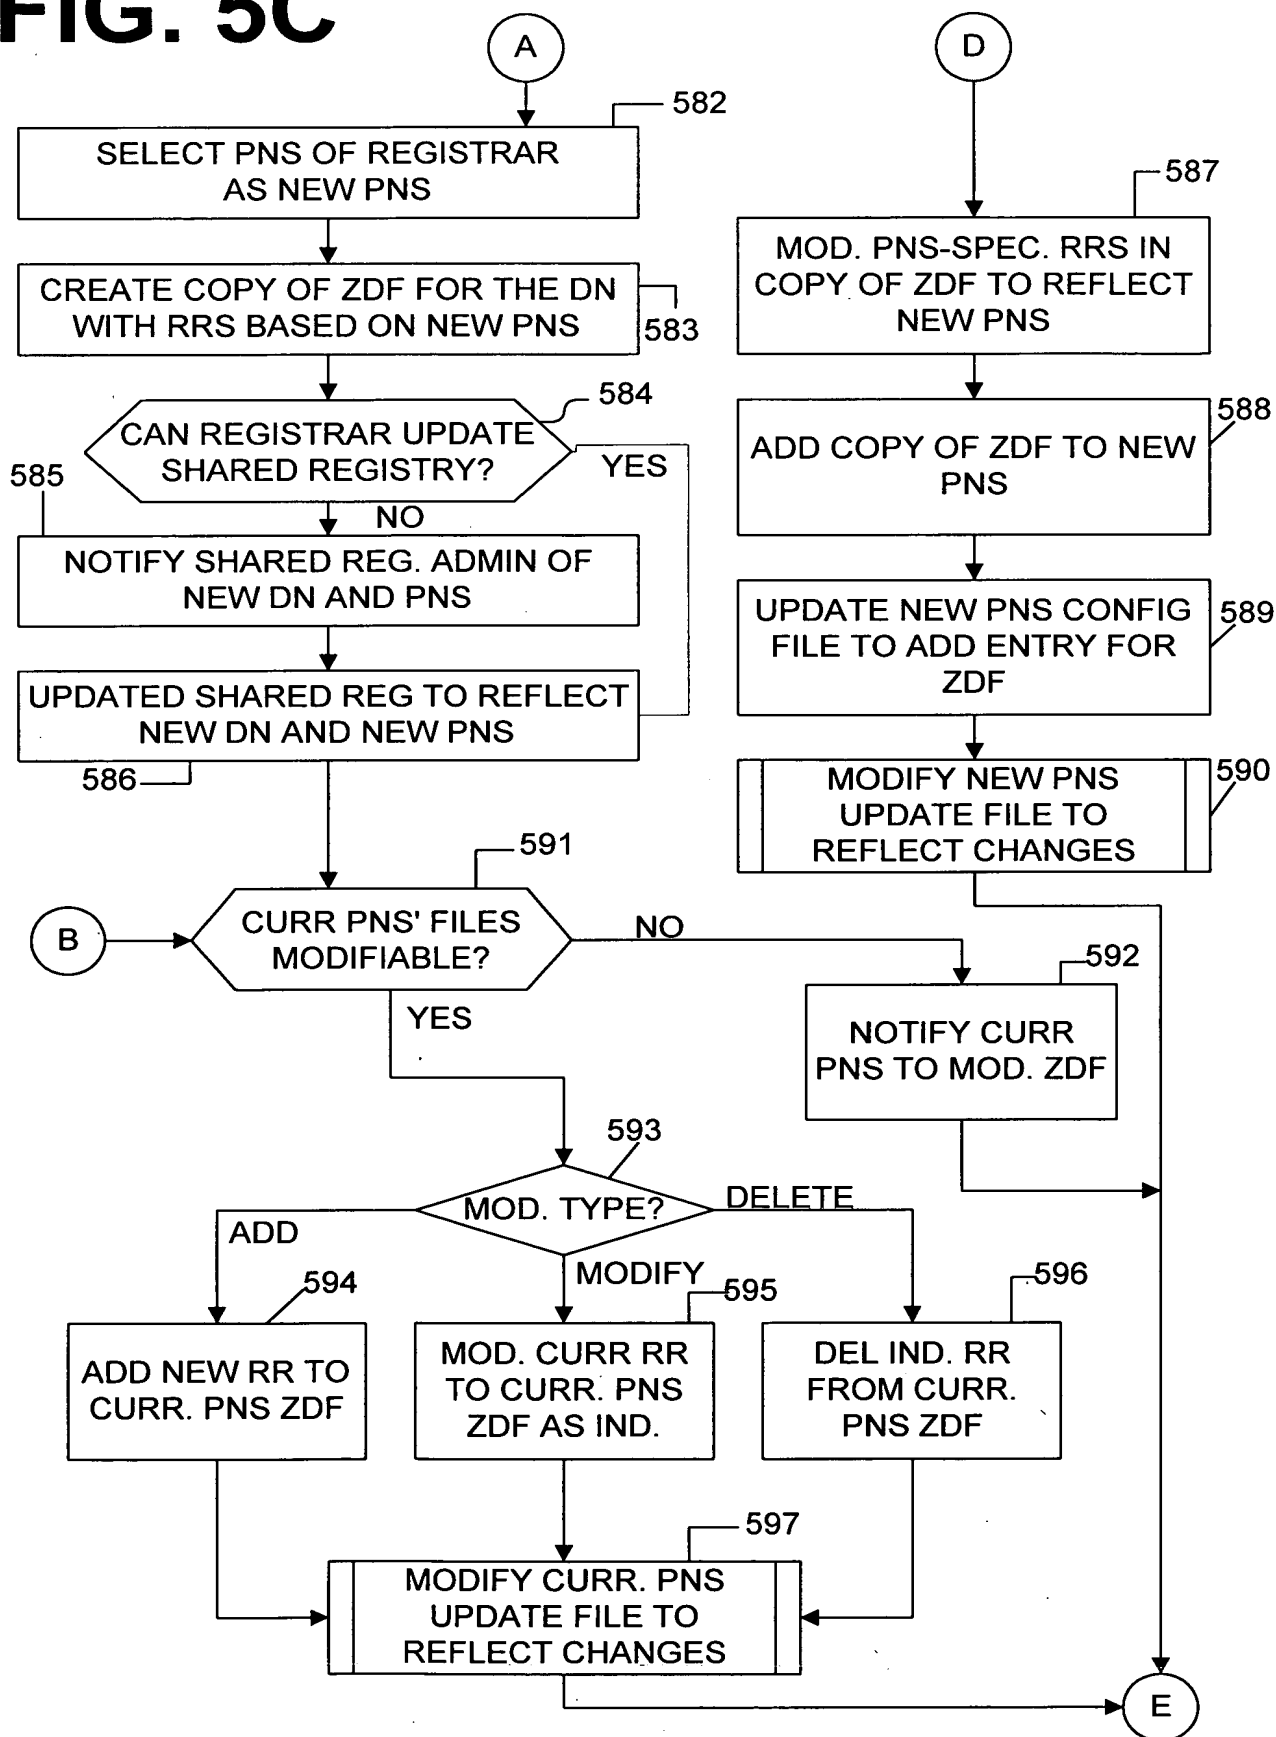 FIG. 5C
A
D
582
SELECT PNS OF REGISTRAR
AS NEW PNS
587
MOD. PNS-SPEC. RRS IN
COPY OF ZDF TO REFLECT
NEW PNS
CREATE COPY OF ZDF FOR THE DN
WITH RRS BASED ON NEW PNS
583
584
CAN REGISTRAR UPDATE
SHARED REGISTRY?
YES
NO
588
ADD COPY OF ZDF TO NEW
PNS
585
NOTIFY SHARED REG. ADMIN OF
NEW DN AND PNS
589
UPDATE NEW PNS CONFIG
FILE TO ADD ENTRY FOR
ZDF
UPDATED SHARED REG TO REFLECT
NEW DN AND NEW PNS
586
590
MODIFY NEW PNS
UPDATE FILE TO
REFLECT CHANGES
591
B
CURR PNS' FILES
MODIFIABLE?
NO
YES
592
NOTIFY CURR
PNS TO MOD. ZDF
593
MOD. TYPE?
ADD
MODIFY
DELETE
594
ADD NEW RR TO
CURR. PNS ZDF
595
MOD. CURR RR
TO CURR. PNS
ZDF AS IND.
596
DEL IND. RR
FROM CURR.
PNS ZDF
597
MODIFY CURR. PNS
UPDATE FILE TO
REFLECT CHANGES
E